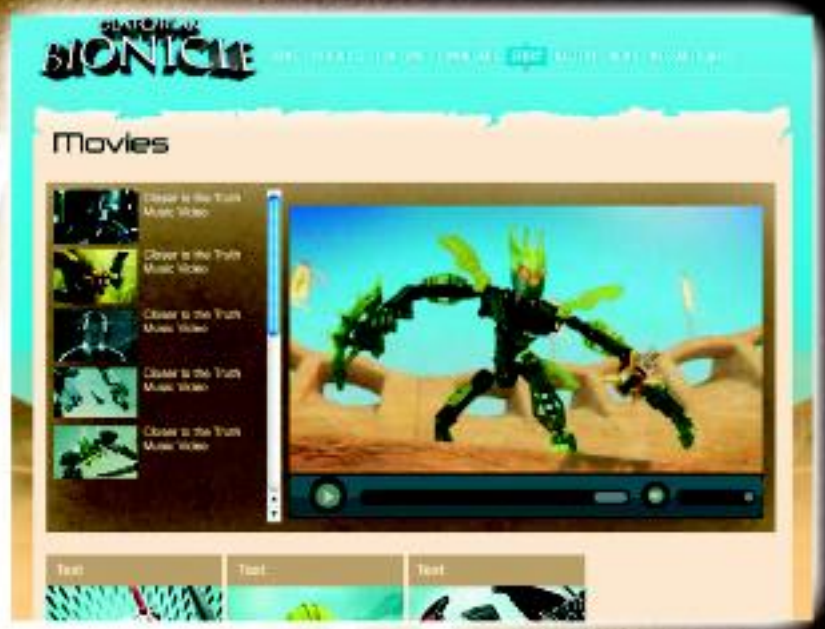 GLATORIAN
BIONICLE
Movies
Closer to the Truth
Music Video
Closer to the Truth
Music Video
Closer to the Truth
Music Video
Closer to the Truth
Music Video
Closer to the Truth
Music Video
Text
Text
Text